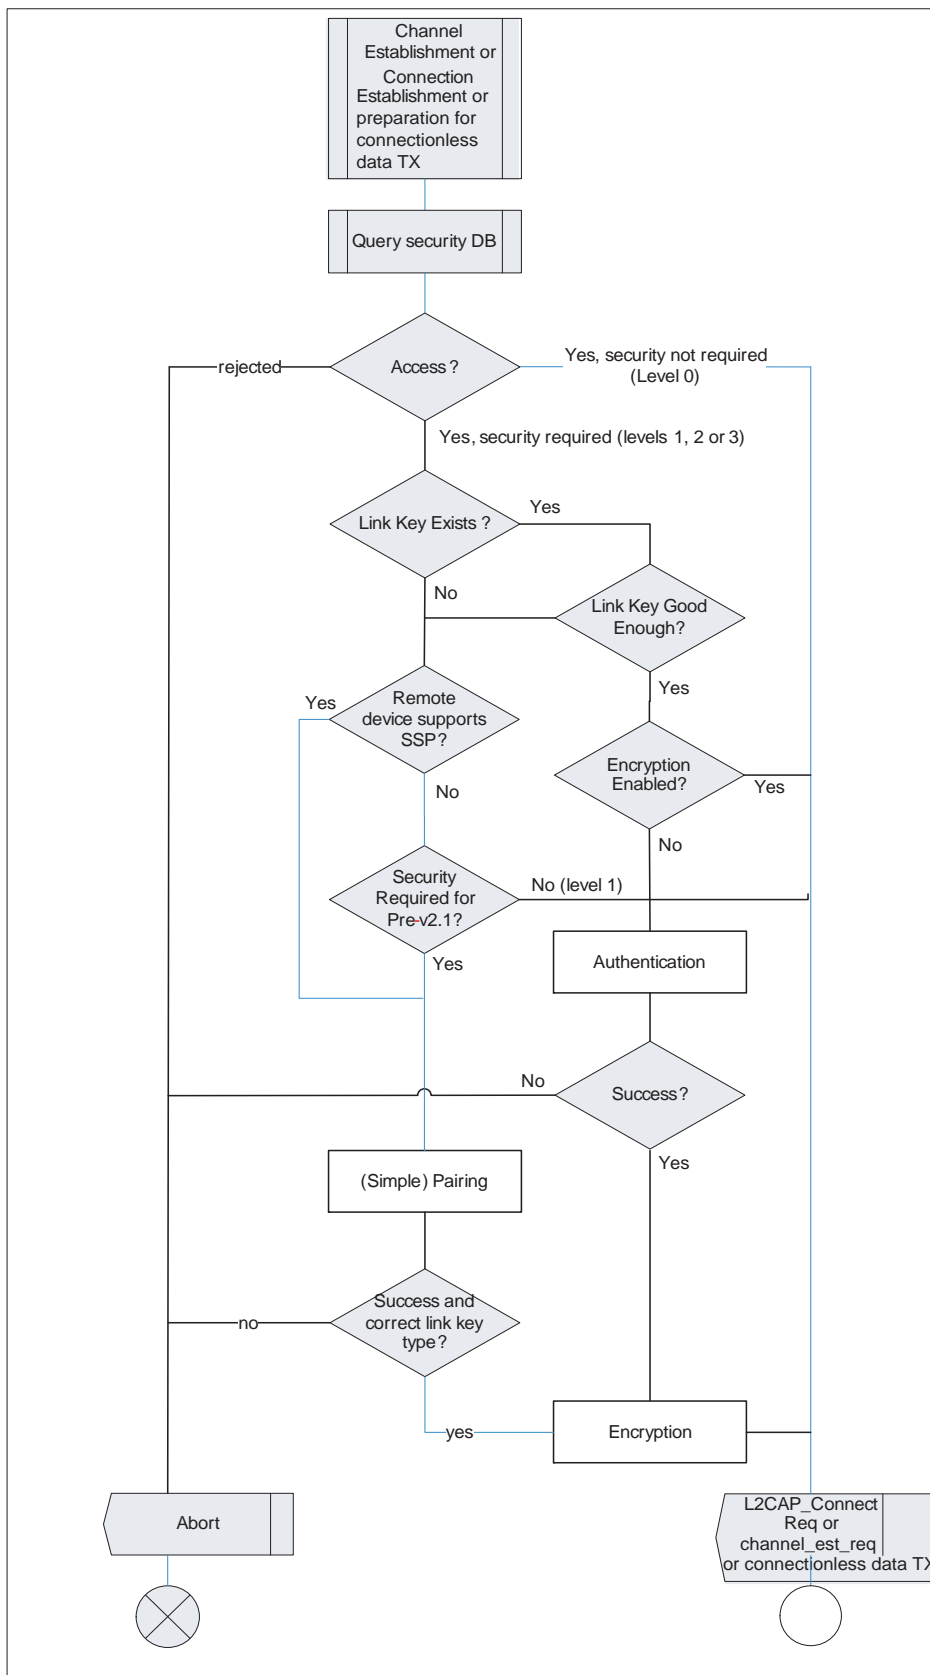 Channel
Establishment or
Connection
Establishment or
preparation for
connectionless
data TX
Query security DB
Access?
rejected
Yes, security not required
(Level 0)
Yes, security required (levels 1, 2 or 3)
Link Key Exists ?
Yes
No
Link Key Good
Enough?
Yes
Yes
Remote
device supports
SSP?
No
Encryption
Enabled?
Yes
No
Security
Required for
Pre-v2.1?
No (level 1)
Yes
Authentication
No
Success?
Yes
(Simple) Pairing
Success and
correct link key
type?
no
yes
Encryption
Abort
L2CAP_Connect
Req or
channel_est_req
or connectionless data TX